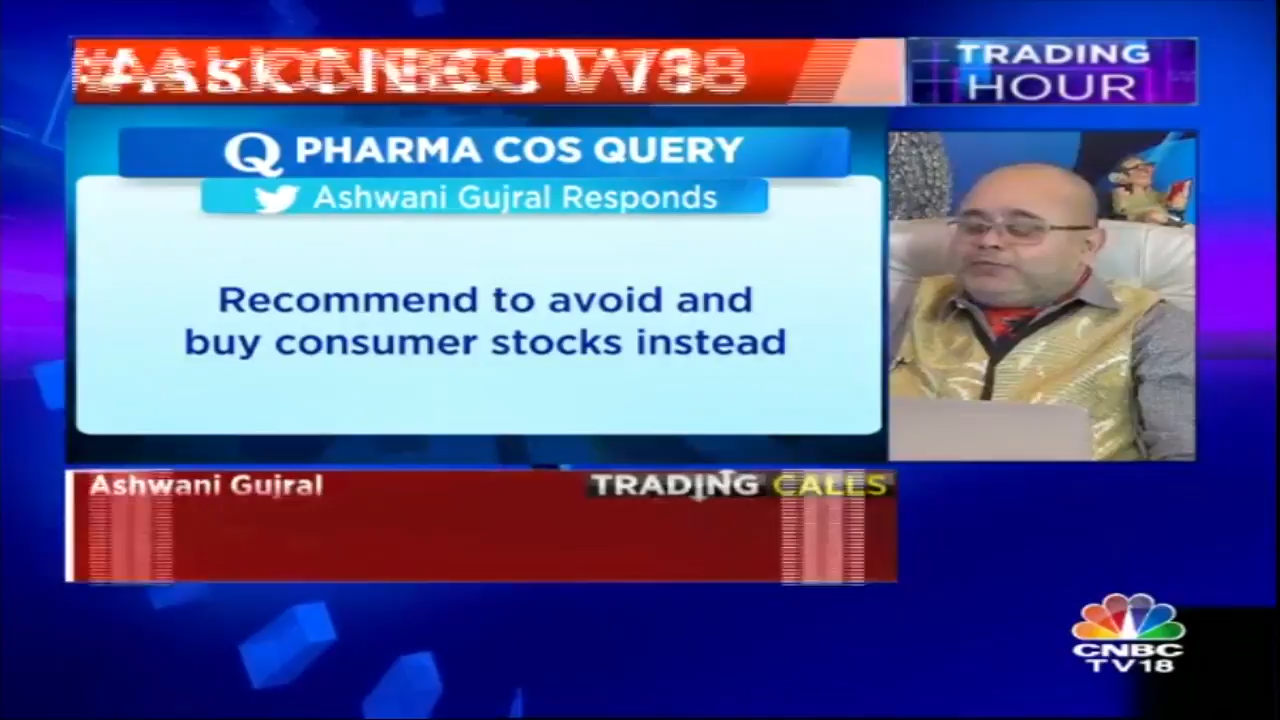 TRADING
HOUR
Q PHARMA COS QUERY
Ashwani Gujral Responds
Recommend to avoid and
buy consumer stocks instead
Ashwani Gujral
TRADING CALLS
CNBC
TV18